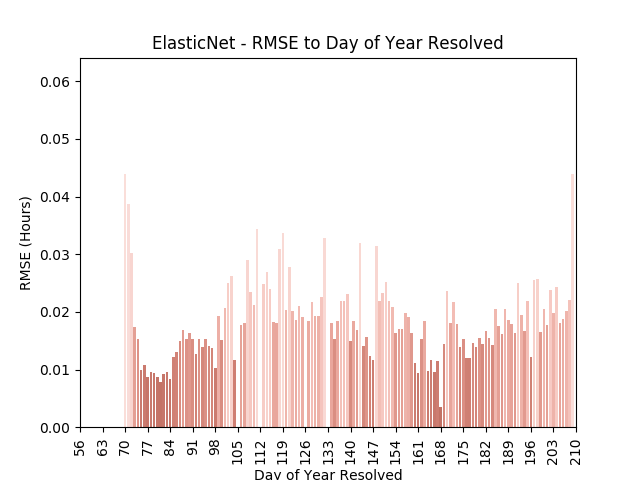 ElasticNet - RMSE to Day of Year Resolved
0.06
0.05
0.04
0.03
0.02
0.01
0.00
RMSE (Hours)
56 63 70 77 84 91 98 105 112 119 126 133 140 147 154 161 168 175 182 189 196 203 210
Day of Year Resolved